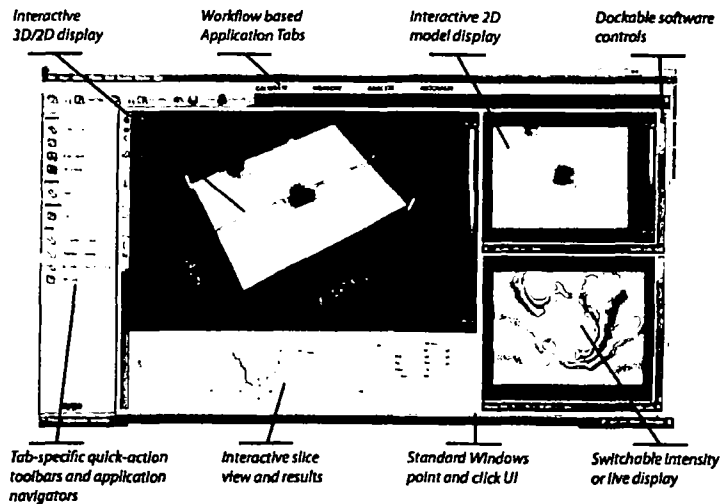 Interactive
3D/2D display
Workflow based
Application Tabs
Interactive 2D
model display
Dockable software
controls
Tab-specific quick-action
toolbars and application
navigators
Interactive slice
view and results
Standard Windows
point and click UI
Switchable intensity
or live display